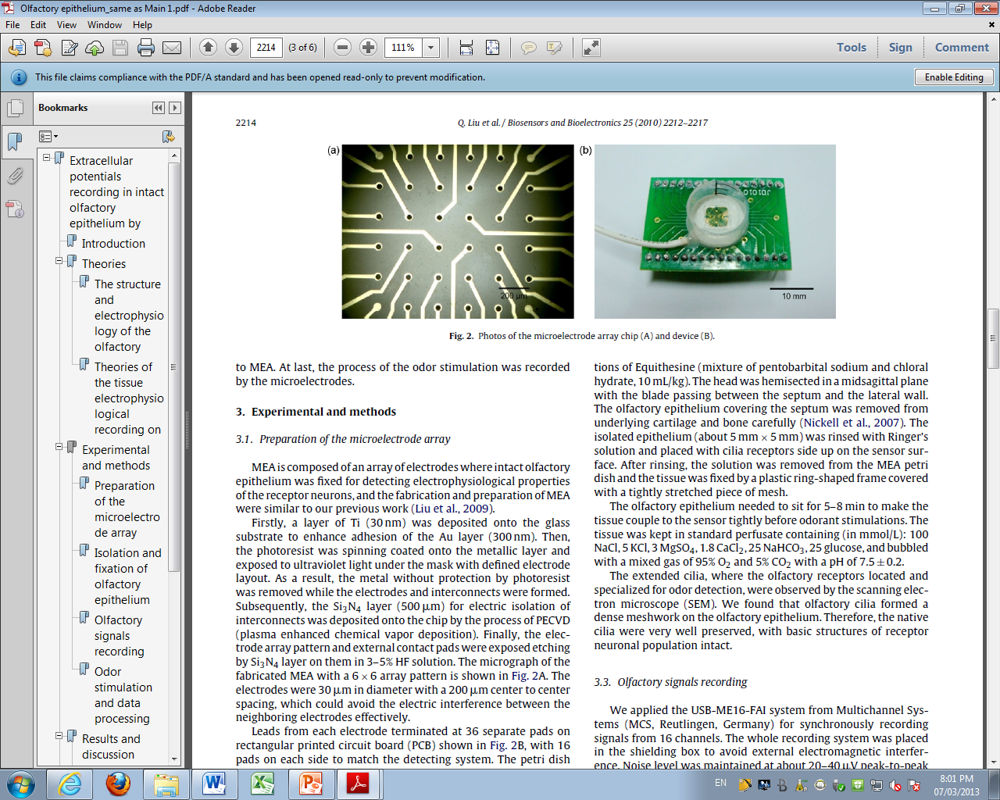 Olfactory epithelium_same as Main 1.pdf - Adobe Reader
File Edit View Window Help
2214 (3 of 6) 111% Tools Sign Comment
This file claims compliance with the PDF/A standard and has been opened read-only to prevent modification. Enable Editing
Bookmarks
Extracellular
potentials
recording in intact
olfactory
epithelium by
Introduction
Theories
The structure
and
electrophysio
logy of the
olfactory
Theories of
the tissue
electrophysio
logical
recording on
Experimental
and methods
Preparation
of the
microelectro
de array
Isolation and
fixation of
olfactory
epithelium
Olfactory
signals
recording
Odor
stimulation
and data
processing
Results and
discussion
2214 Q. Liu et al. / Biosensors and Bioelectronics 25 (2010) 2212–2217
(a) (b)
200 µm
10 mm
Fig. 2. Photos of the microelectrode array chip (A) and device (B).
to MEA. At last, the process of the odor stimulation was recorded
by the microelectrodes.
3. Experimental and methods
3.1. Preparation of the microelectrode array
MEA is composed of an array of electrodes where intact olfactory
epithelium was fixed for detecting electrophysiological properties
of the receptor neurons, and the fabrication and preparation of MEA
were similar to our previous work (Liu et al., 2009).
Firstly, a layer of Ti (30 nm) was deposited onto the glass
substrate to enhance adhesion of the Au layer (300 nm). Then,
the photoresist was spinning coated onto the metallic layer and
exposed to ultraviolet light under the mask with defined electrode
layout. As a result, the metal without protection by photoresist
was removed while the electrodes and interconnects were formed.
Subsequently, the Si3N4 layer (500 µm) for electric isolation of
interconnects was deposited onto the chip by the process of PECVD
(plasma enhanced chemical vapor deposition). Finally, the elec-
trode array pattern and external contact pads were exposed etching
by Si3N4 layer on them in 3–5% HF solution. The micrograph of the
fabricated MEA with a 6 × 6 array pattern is shown in Fig. 2A. The
electrodes were 30 µm in diameter with a 200 µm center to center
spacing, which could avoid the electric interference between the
neighboring electrodes effectively.
Leads from each electrode terminated at 36 separate pads on
rectangular printed circuit board (PCB) shown in Fig. 2B, with 16
pads on each side to match the detecting system. The petri dish
tions of Equithesine (mixture of pentobarbital sodium and chloral
hydrate, 10 mL/kg). The head was hemisected in a midsagittal plane
with the blade passing between the septum and the lateral wall.
The olfactory epithelium covering the septum was removed from
underlying cartilage and bone carefully (Nickell et al., 2007). The
isolated epithelium (about 5 mm × 5 mm) was rinsed with Ringer's
solution and placed with cilia receptors side up on the sensor sur-
face. After rinsing, the solution was removed from the MEA petri
dish and the tissue was fixed by a plastic ring-shaped frame covered
with a tightly stretched piece of mesh.
The olfactory epithelium needed to sit for 5–8 min to make the
tissue couple to the sensor tightly before odorant stimulations. The
tissue was kept in standard perfusate containing (in mmol/L): 100
NaCl, 5 KCl, 3 MgSO4, 1.8 CaCl2, 25 NaHCO3, 25 glucose, and bubbled
with a mixed gas of 95% O2 and 5% CO2 with a pH of 7.5 ± 0.2.
The extended cilia, where the olfactory receptors located and
specialized for odor detection, were observed by the scanning elec-
tron microscope (SEM). We found that olfactory cilia formed a
dense meshwork on the olfactory epithelium. Therefore, the native
cilia were very well preserved, with basic structures of receptor
neuronal population intact.
3.3. Olfactory signals recording
We applied the USB-ME16-FAI system from Multichannel Sys-
tems (MCS, Reutlingen, Germany) for synchronously recording
signals from 16 channels. The whole recording system was placed
in the shielding box to avoid external electromagnetic interfer-
ence. Noise level was maintained at about 20–40 µV peak-to-peak
EN 8:01 PM
07/03/2013